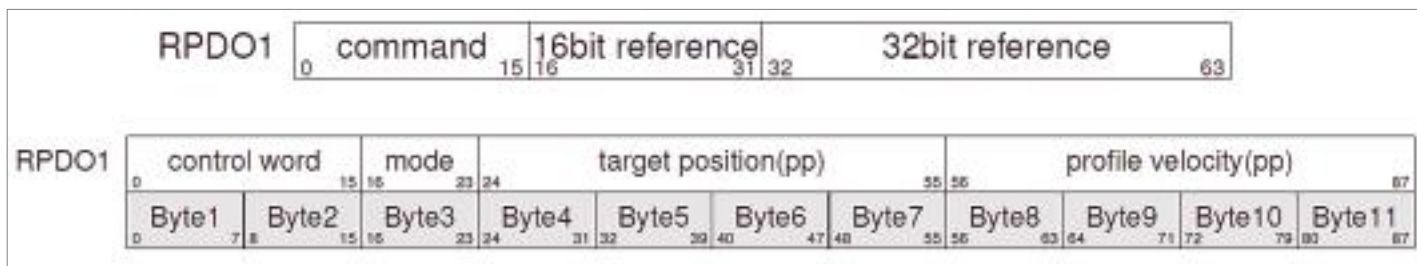 RPDO1 command 16bit reference 32bit reference
0 15 16 31 32 63
RPDO1 control word mode target position(pp) profile velocity(pp)
0 15 16 23 24 55 56 87
Byte1 Byte2 Byte3 Byte4 Byte5 Byte6 Byte7 Byte8 Byte9 Byte10 Byte11
0 7 8 15 16 23 24 31 32 39 40 47 48 55 56 63 64 71 72 79 80 87